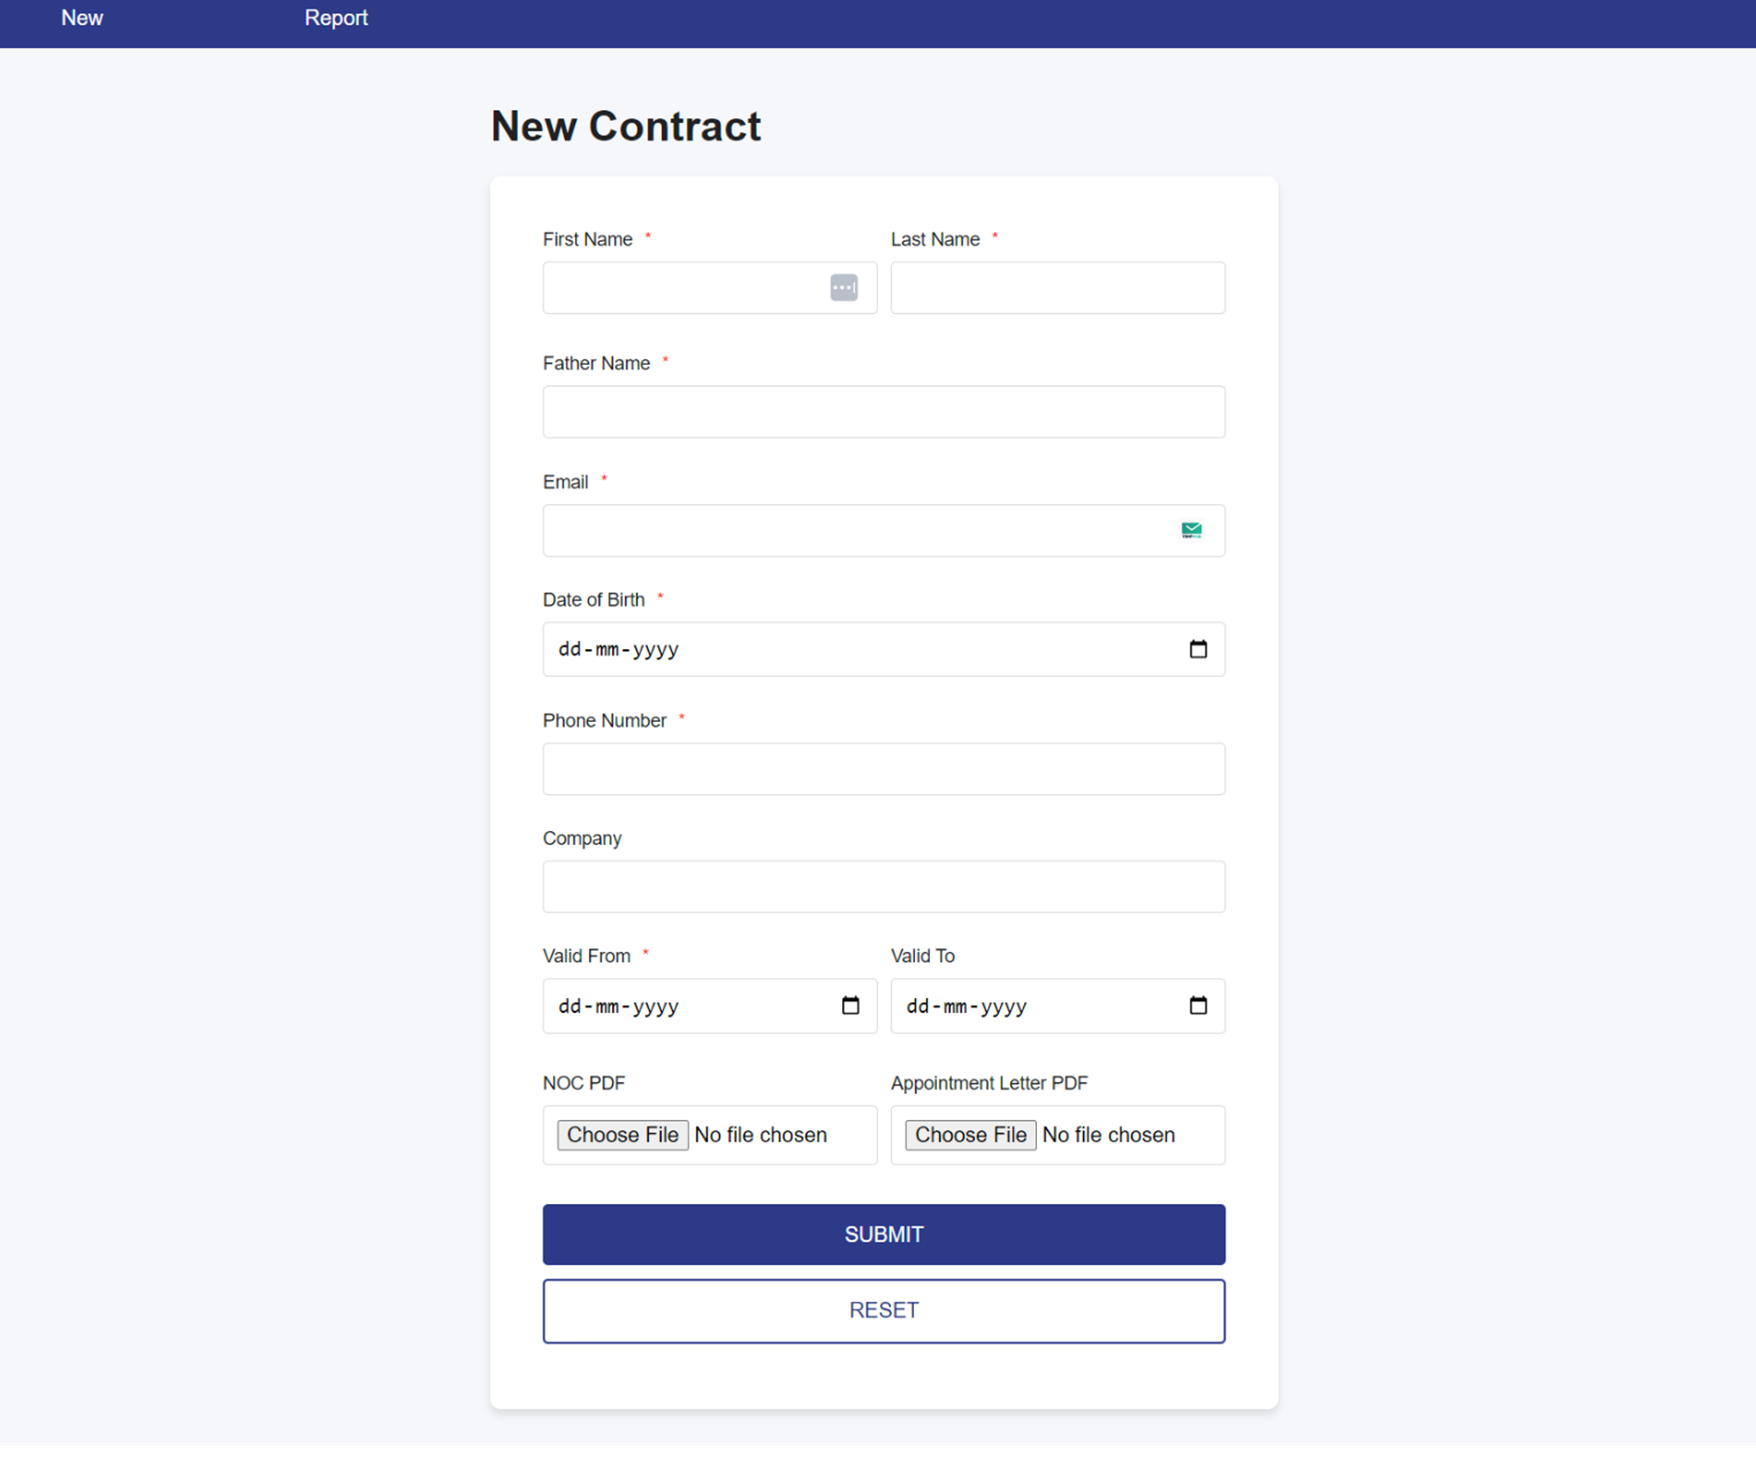 New Report
New Contract
First Name * Last Name *
Father Name *
Email *
Date of Birth *
dd-mm-yyyy
Phone Number *
Company
Valid From * Valid To
dd-mm-yyyy dd-mm-yyyy
NOC PDF Appointment Letter PDF
Choose File No file chosen Choose File No file chosen
SUBMIT
RESET